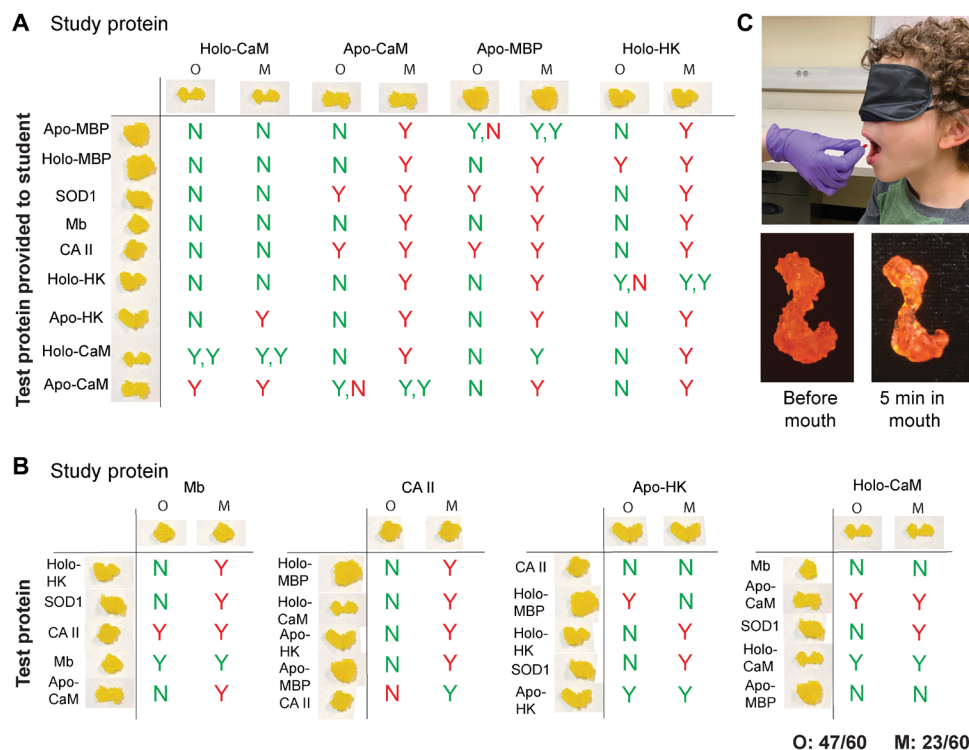 A Study protein
Holo-CaM Apo-CaM Apo-MBP Holo-HK
O M O M O M O M
Test protein provided to student
Apo-MBP N N N Y Y,N Y,Y N Y
Holo-MBP N N N Y N Y Y Y
SOD1 N N Y Y Y Y N Y
Mb N N N Y N Y N Y
CA II N N Y Y Y Y N Y
Holo-HK N N N Y N Y Y,N Y,Y
Apo-HK N Y N Y N Y N Y
Holo-CaM Y,Y Y,Y N Y N Y N Y
Apo-CaM Y Y Y,N Y,Y N Y N Y
C
Before
mouth
5 min in
mouth
B Study protein
Test protein
Mb
O M
Holo-
HK N Y
SOD1 N Y
CA II Y Y
Mb Y Y
Apo-
CaM N Y
CA II
O M
Holo-
MBP N Y
Holo-
CaM N Y
Apo-
HK N Y
Apo-
MBP N Y
CA II N Y
Apo-HK
O M
CA II N N
Holo-
MBP Y N
Holo-
HK N Y
SOD1 N Y
Apo-
HK Y Y
Holo-CaM
O M
Mb N N
Apo-
CaM Y Y
SOD1 N Y
Holo-
CaM Y Y
Apo-
MBP N N
O: 47/60 M: 23/60